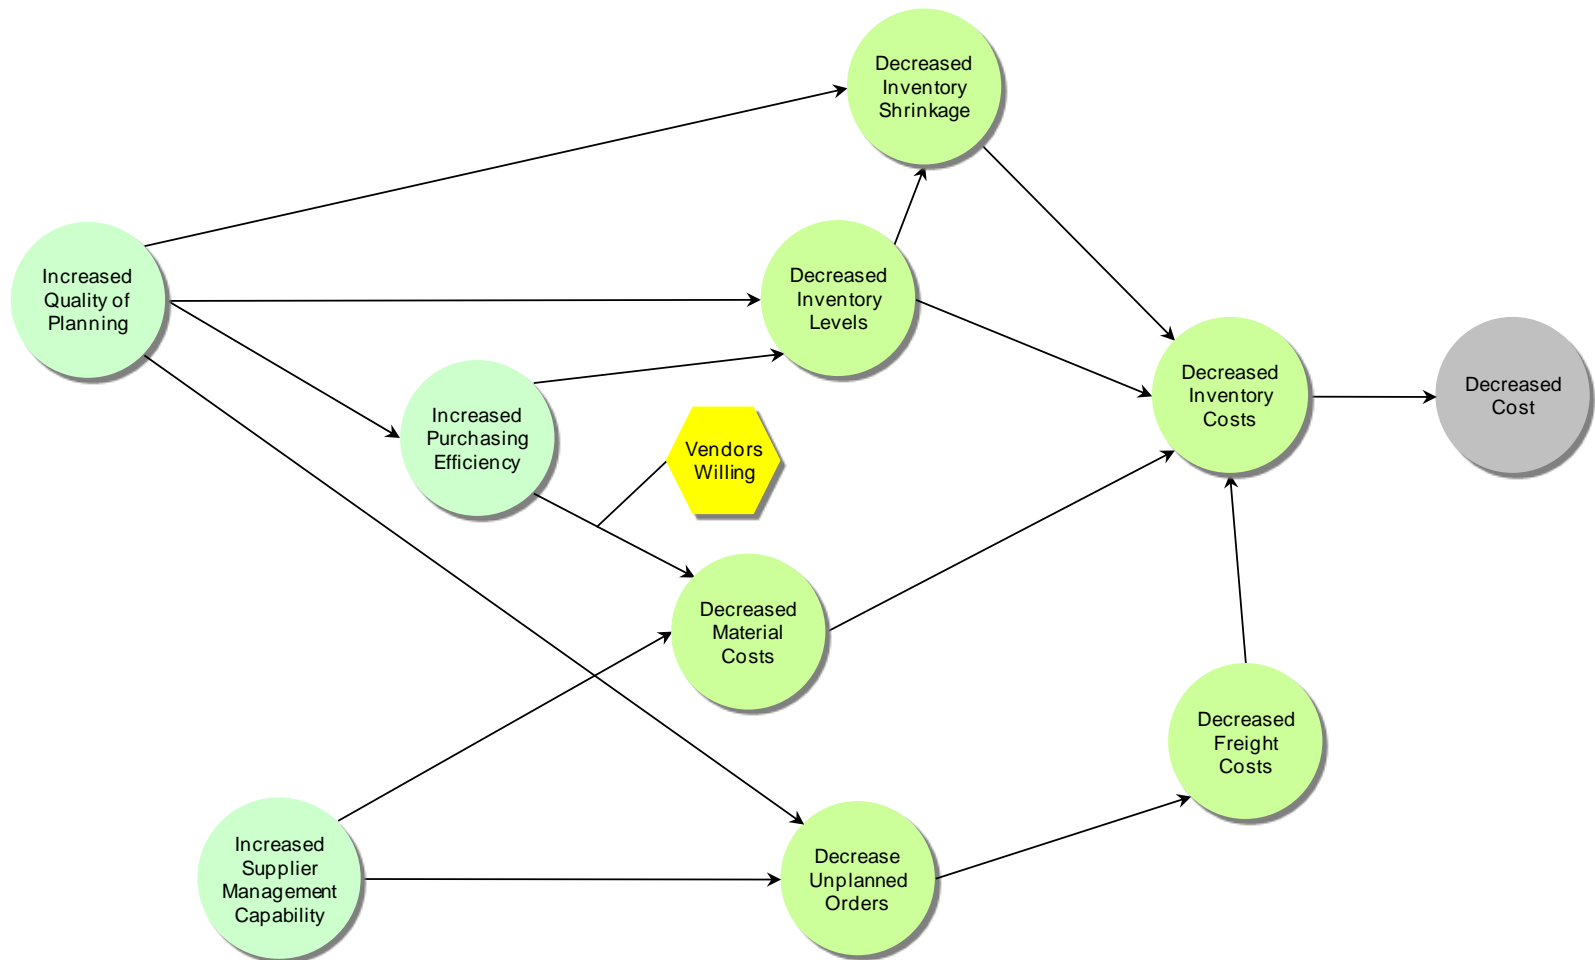 Decreased
Inventory
Shrinkage
Increased
Quality of
Planning
Decreased
Inventory
Levels
Increased
Purchasing
Efficiency
Vendors
Willing
Decreased
Inventory
Costs
Decreased
Cost
Decreased
Material
Costs
Decreased
Freight
Costs
Increased
Supplier
Management
Capability
Decrease
Unplanned
Orders